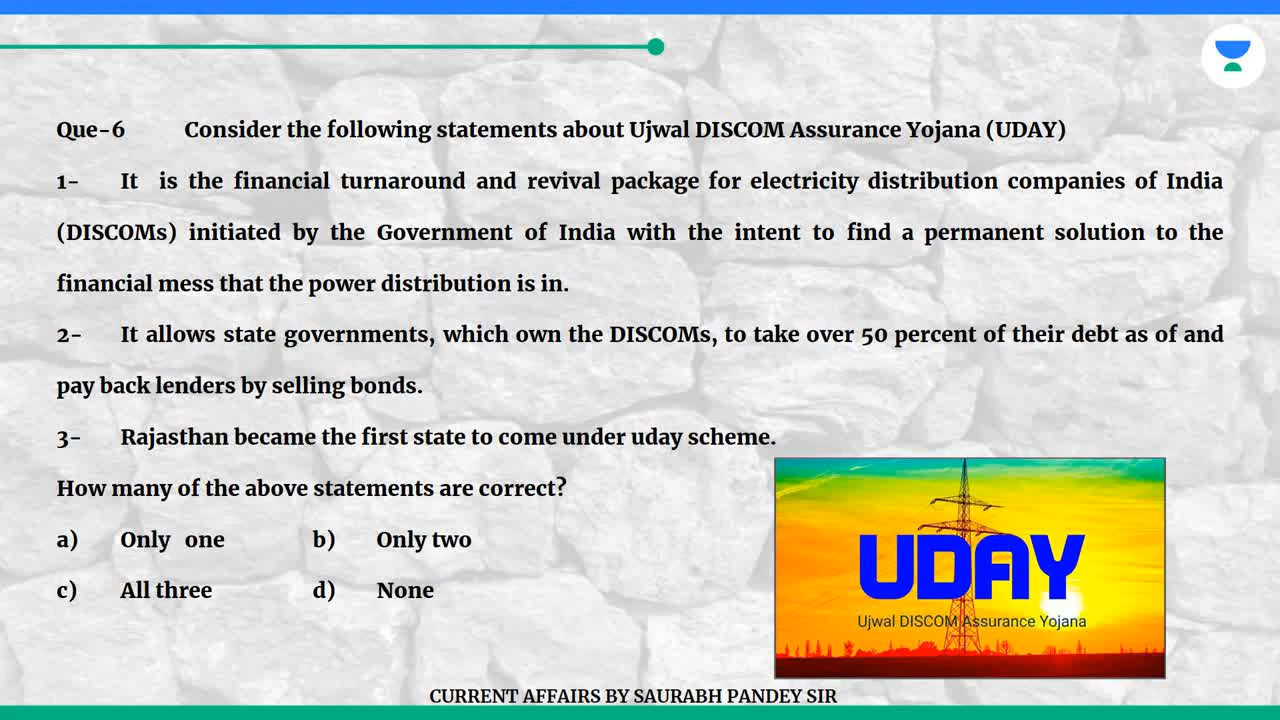 Que-6 Consider the following statements about Ujwal DISCOM Assurance Yojana (UDAY)
1- It is the financial turnaround and revival package for electricity distribution companies of India
(DISCOMs) initiated by the Government of India with the intent to find a permanent solution to the
financial mess that the power distribution is in.
2- It allows state governments, which own the DISCOMs, to take over 50 percent of their debt as of and
pay back lenders by selling bonds.
3- Rajasthan became the first state to come under uday scheme.
How many of the above statements are correct?
a) Only one b) Only two
c) All three d) None
UDAY
Ujwal DISCOM Assurance Yojana
CURRENT AFFAIRS BY SAURABH PANDEY SIR